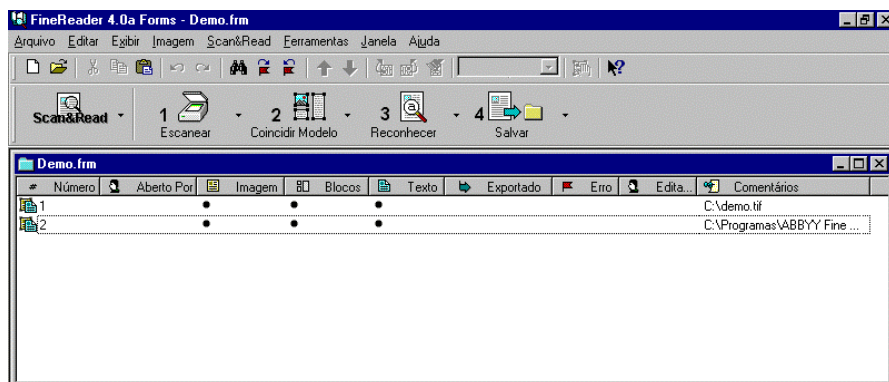 FineReader 4.0a Forms - Demo.frm
Arquivo Editar Exibir Imagem Scan&Read Ferramentas Janela Ajuda
Scan&Read 1 2 3 4
Escanear Coincidir Modelo Reconhecer Salvar
Demo.frm
# Número Aberto Por Imagem Blocos Texto Exportado Erro Edita... Comentários
1 C:\demo.tif
2 C:\Programas\ABBYY Fine ...